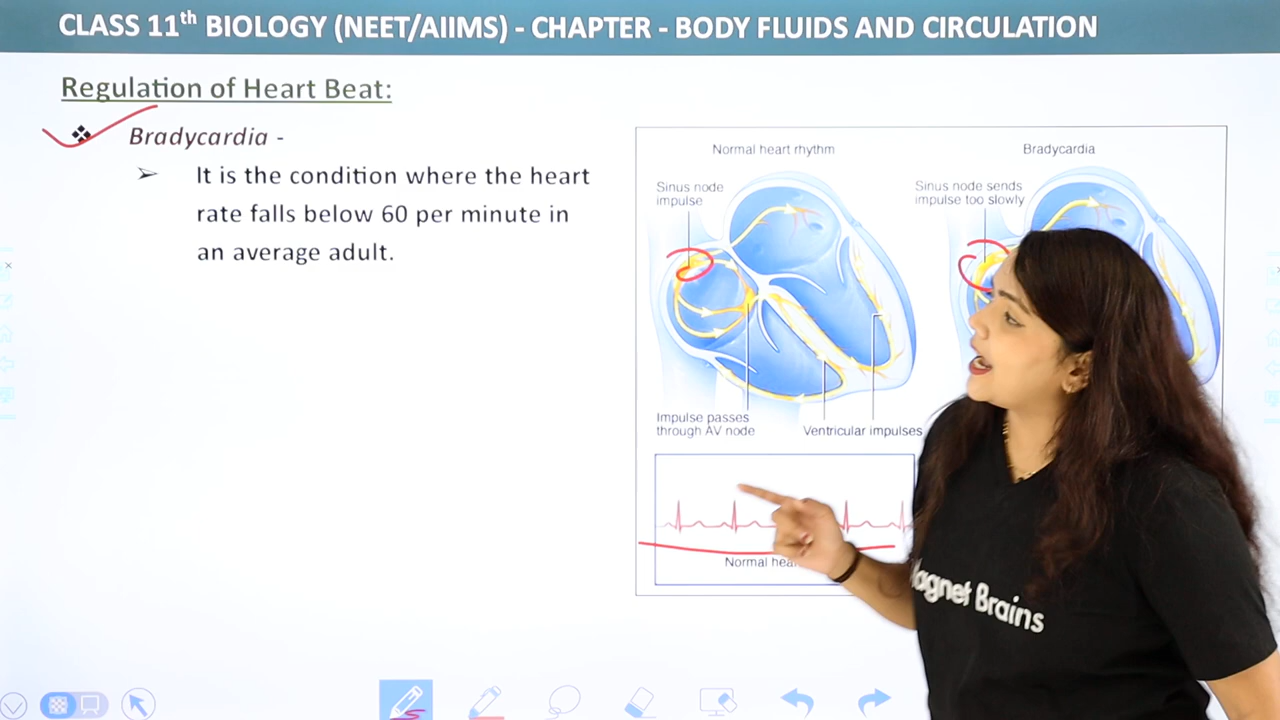 CLASS 11th BIOLOGY (NEET/AIIMS) - CHAPTER - BODY FLUIDS AND CIRCULATION
Regulation of Heart Beat:
❖ Bradycardia -
➢ It is the condition where the heart
rate falls below 60 per minute in
an average adult.
Normal heart rhythm
Sinus node
impulse
Impulse passes
through AV node
Ventricular impulses
Normal
Bradycardia
Sinus node sends
impulse too slowly
Magnet Brains